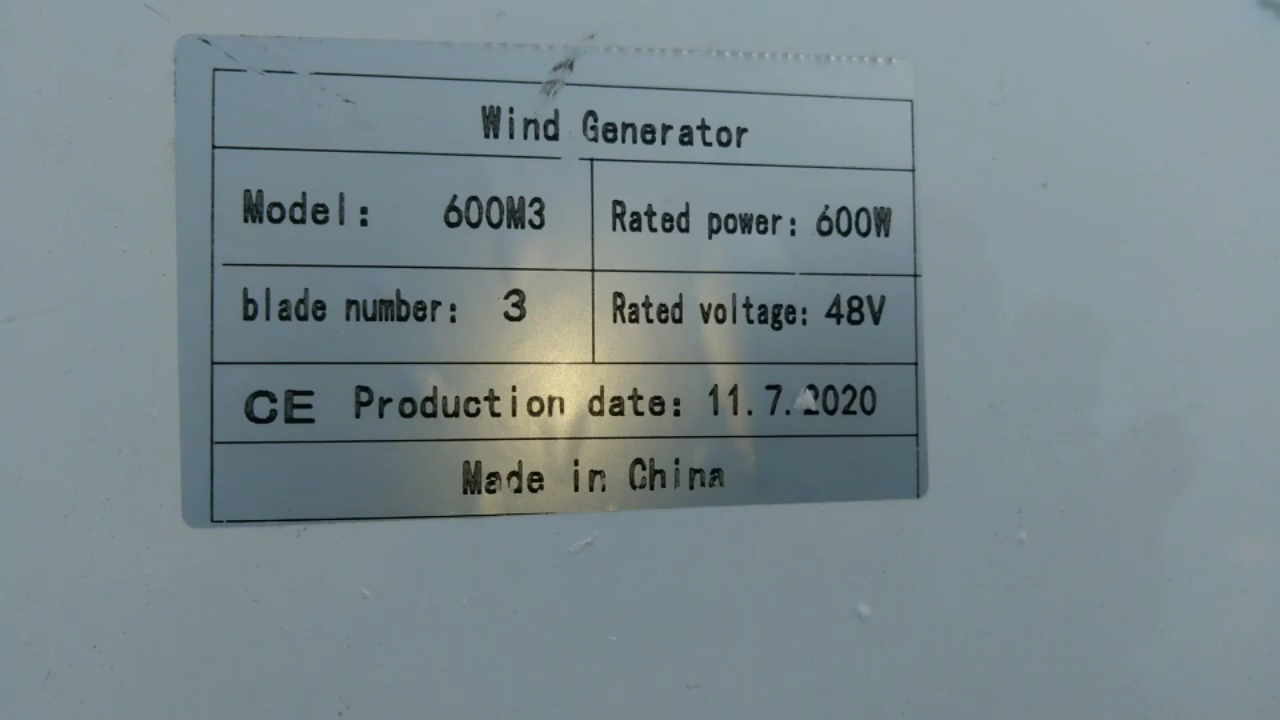 Wind Generator
Model: 600M3 Rated power: 600W
blade number: 3 Rated voltage: 48V
CE Production date: 11.7.2020
Made in China